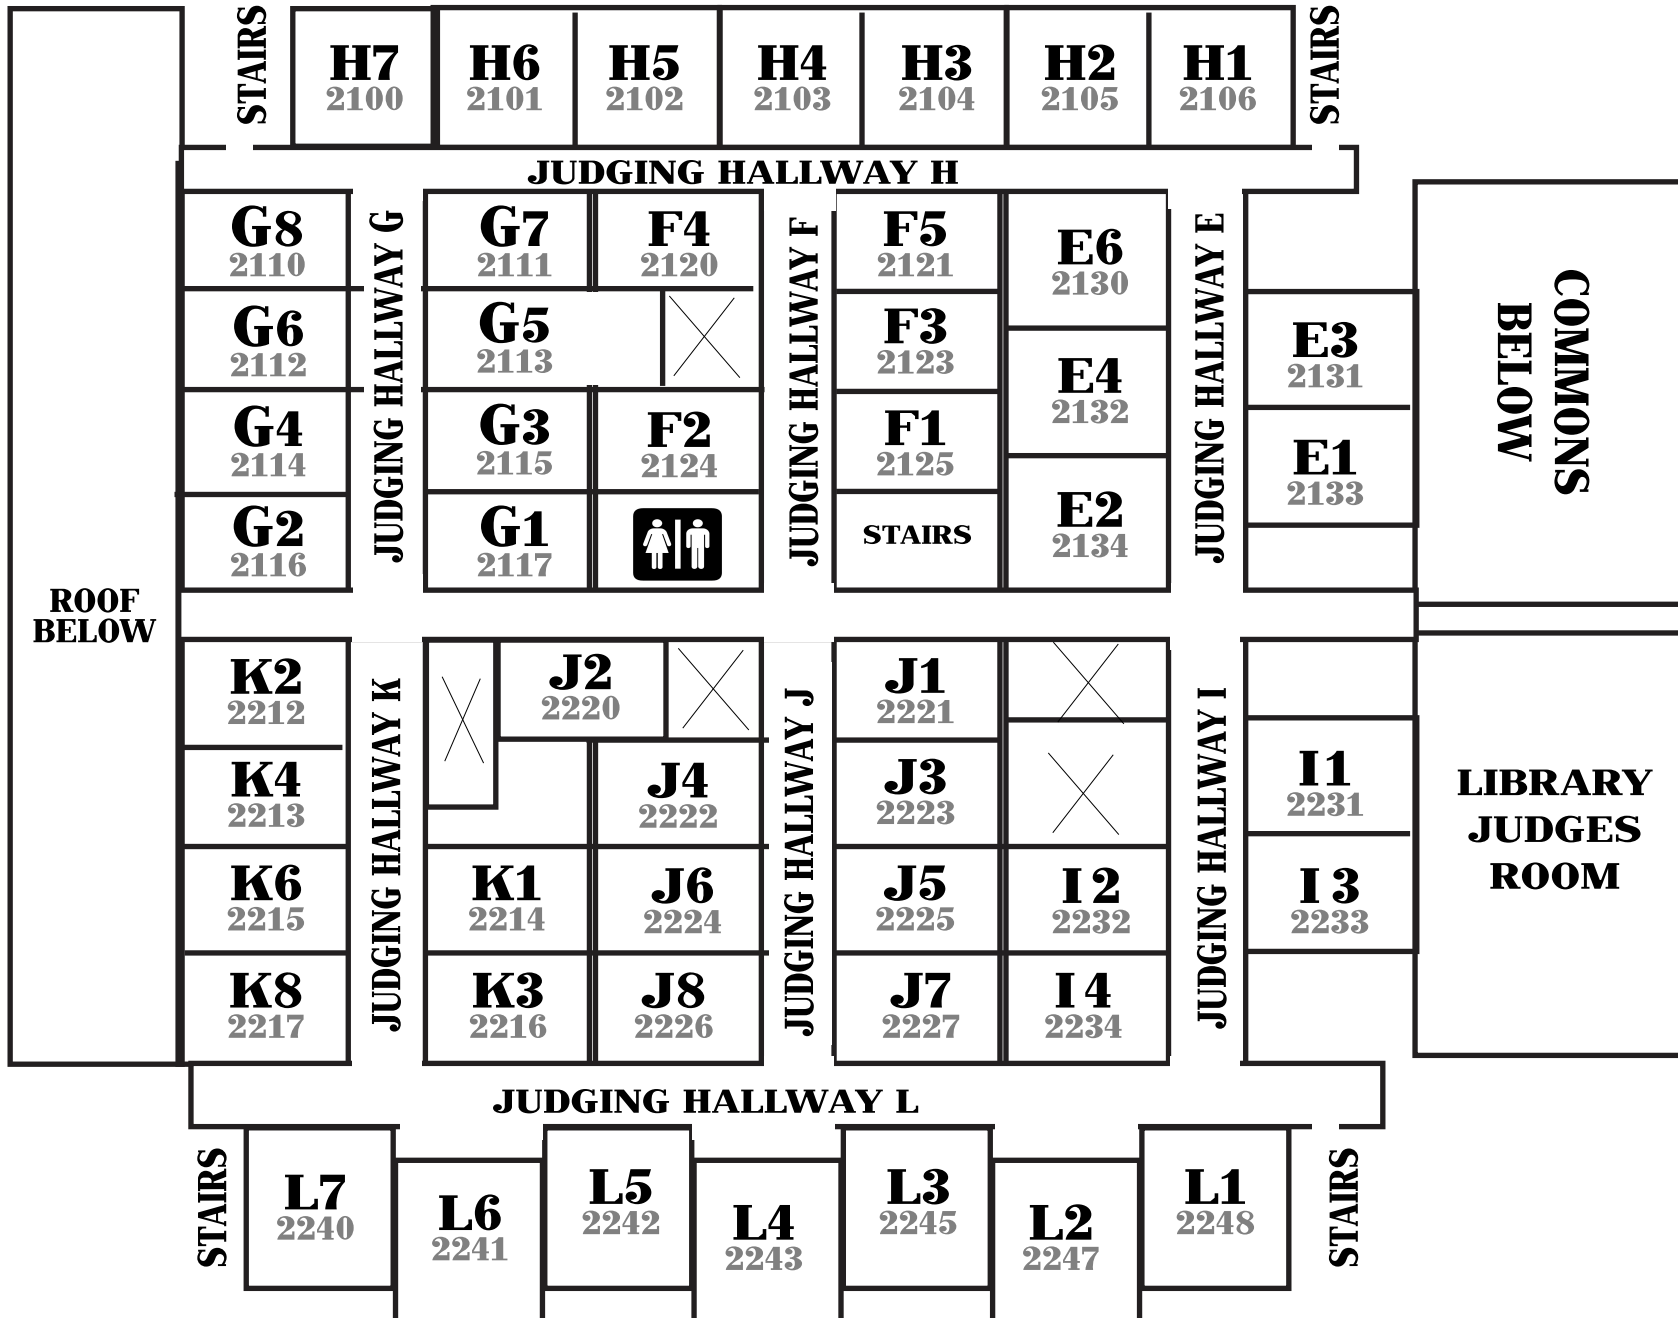 STAIRS
H7
2100
H6
2101
H5
2102
H4
2103
H3
2104
H2
2105
H1
2106
STAIRS
JUDGING HALLWAY H
G8
2110
JUDGING HALLWAY G
G7
2111
F4
2120
JUDGING HALLWAY F
F5
2121
E6
2130
JUDGING HALLWAY E
G6
2112
G5
2113
F3
2123
E4
2132
E3
2131
COMMONS
BELOW
G4
2114
G3
2115
F2
2124
F1
2125
E1
2133
G2
2116
G1
2117
STAIRS
E2
2134
ROOF
BELOW
K2
2212
JUDGING HALLWAY K
J2
2220
JUDGING HALLWAY J
J1
2221
JUDGING HALLWAY I
K4
2213
J4
2222
J3
2223
I1
2231
LIBRARY
JUDGES
ROOM
K6
2215
K1
2214
J6
2224
J5
2225
I 2
2232
I 3
2233
K8
2217
K3
2216
J8
2226
J7
2227
I 4
2234
JUDGING HALLWAY L
STAIRS
L7
2240
L6
2241
L5
2242
L4
2243
L3
2245
L2
2247
L1
2248
STAIRS